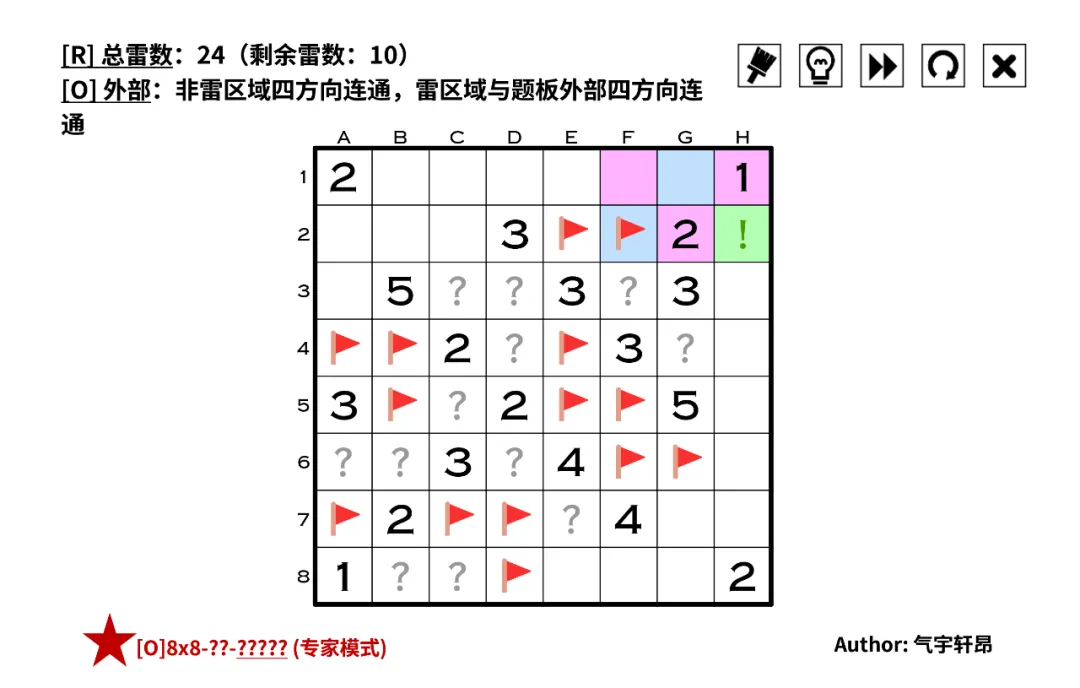 [R] 总雷数：24（剩余雷数：10）
[O] 外部：非雷区域四方向连通，雷区域与题板外部四方向连
通
A B C D E F G H
1 2 1
2 3 2 !
3 5 ? ? 3 ? 3
4 2 ? 3 ?
5 3 ? 2 5
6 ? ? 3 ? 4
7 2 ? 4
8 1 ? ? 2
[O]8x8-??-????? (专家模式)
Author: 气宇轩昂